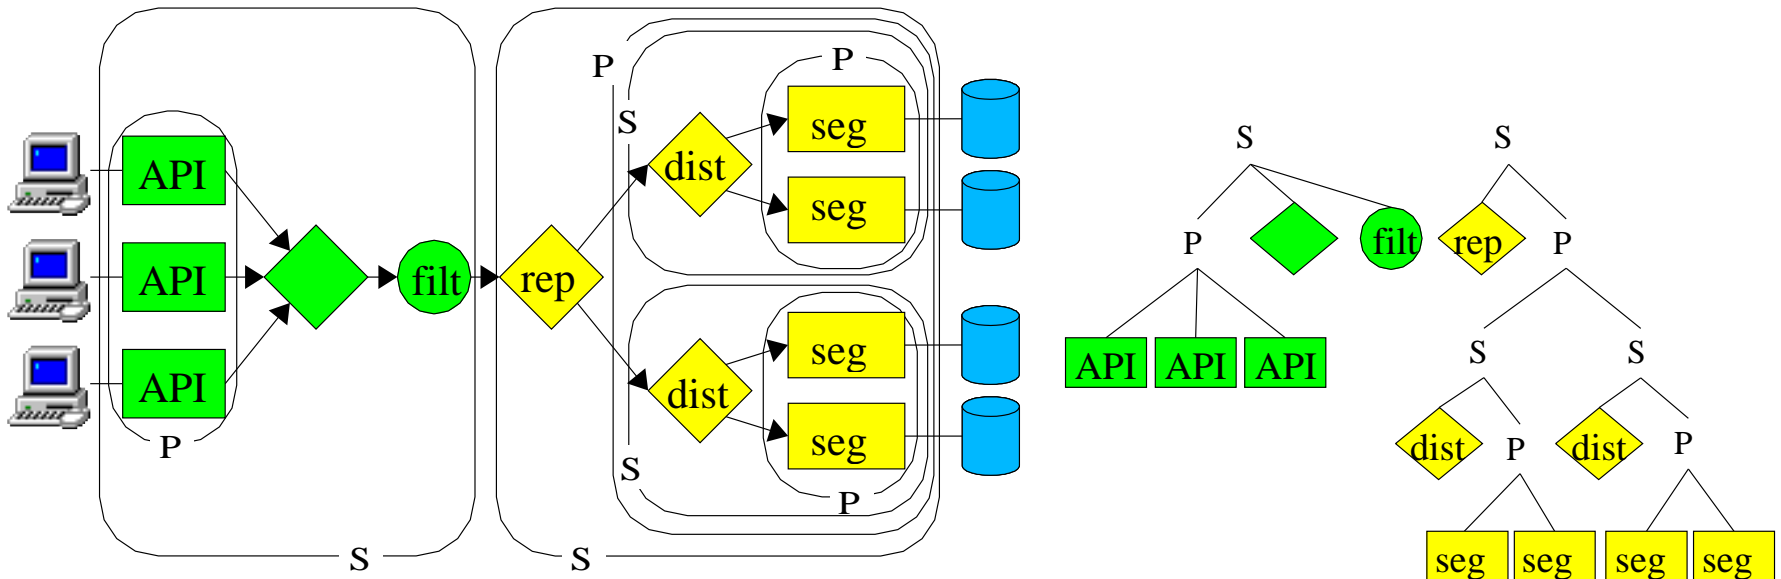 P
P
S
seg
API
dist
seg
API
filt
rep
seg
API
dist
seg
P
S
P
S
S
S S
P filt rep P
API API API S S
dist P dist P
seg seg seg seg